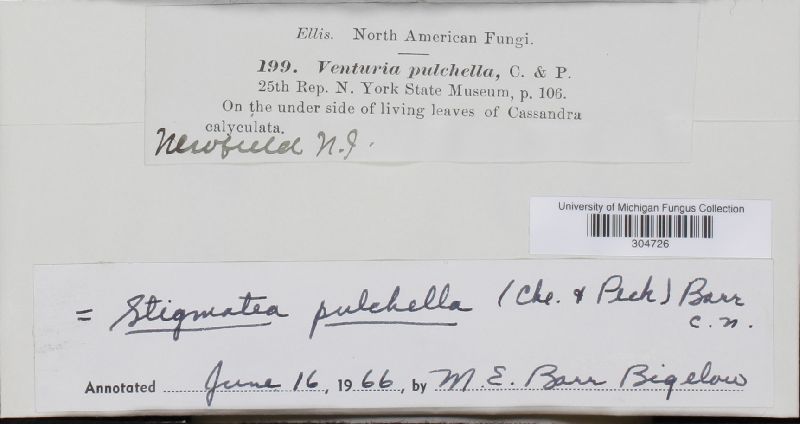 Ellis. North American Fungi.
199. Venturia pulchella, C. & P.
25th Rep. N. York State Museum, p. 106.
On the under side of living leaves of Cassandra
calyculata.
Newfield N.J.
University of Michigan Fungus Collection
304726
= Stigmatea pulchella (Cke. & Peck) Barr
c. n.
Annotated June 16, 1966, by M. E. Barr Bigelow